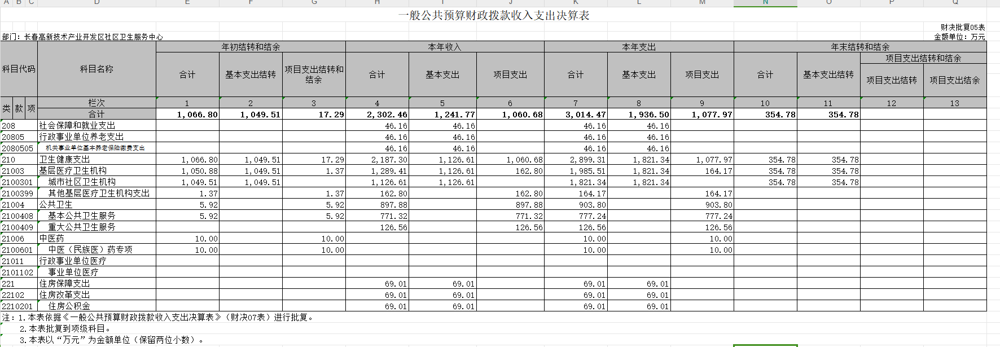 A B C D E F G H I J K L M N O P Q
一般公共预算财政拨款收入支出决算表
财决批复05表
部门：长春高新技术产业开发区社区卫生服务中心 金额单位：万元
科目代码 科目名称 年初结转和结余 本年收入 本年支出 年末结转和结余
合计 基本支出结转 项目支出结转和结余 合计 基本支出 项目支出 合计 基本支出 项目支出 合计 基本支出结转 项目支出结转和结余
项目支出结转 项目支出结余
类 款 项 栏次 1 2 3 4 5 6 7 8 9 10 11 12 13
合计 1,066.80 1,049.51 17.29 2,302.46 1,241.77 1,060.68 3,014.47 1,936.50 1,077.97 354.78 354.78
208 社会保障和就业支出 46.16 46.16 46.16 46.16
20805 行政事业单位养老支出 46.16 46.16 46.16 46.16
2080505 机关事业单位基本养老保险缴费支出 46.16 46.16 46.16 46.16
210 卫生健康支出 1,066.80 1,049.51 17.29 2,187.30 1,126.61 1,060.68 2,899.31 1,821.34 1,077.97 354.78 354.78
21003 基层医疗卫生机构 1,050.88 1,049.51 1.37 1,289.41 1,126.61 162.80 1,985.51 1,821.34 164.17 354.78 354.78
2100301 城市社区卫生机构 1,049.51 1,049.51 1,126.61 1,126.61 1,821.34 1,821.34 354.78 354.78
2100399 其他基层医疗卫生机构支出 1.37 1.37 162.80 162.80 164.17 164.17
21004 公共卫生 5.92 5.92 897.88 897.88 903.80 903.80
2100408 基本公共卫生服务 5.92 5.92 771.32 771.32 777.24 777.24
2100409 重大公共卫生服务 126.56 126.56 126.56 126.56
21006 中医药 10.00 10.00 10.00 10.00
2100601 中医（民族医）药专项 10.00 10.00 10.00 10.00
21011 行政事业单位医疗
2101102 事业单位医疗
221 住房保障支出 69.01 69.01 69.01 69.01
22102 住房改革支出 69.01 69.01 69.01 69.01
2210201 住房公积金 69.01 69.01 69.01 69.01
注：1.本表依据《一般公共预算财政拨款收入支出决算表》（财决07表）进行批复。
2.本表批复到项级科目。
3.本表以“万元”为金额单位（保留两位小数）。